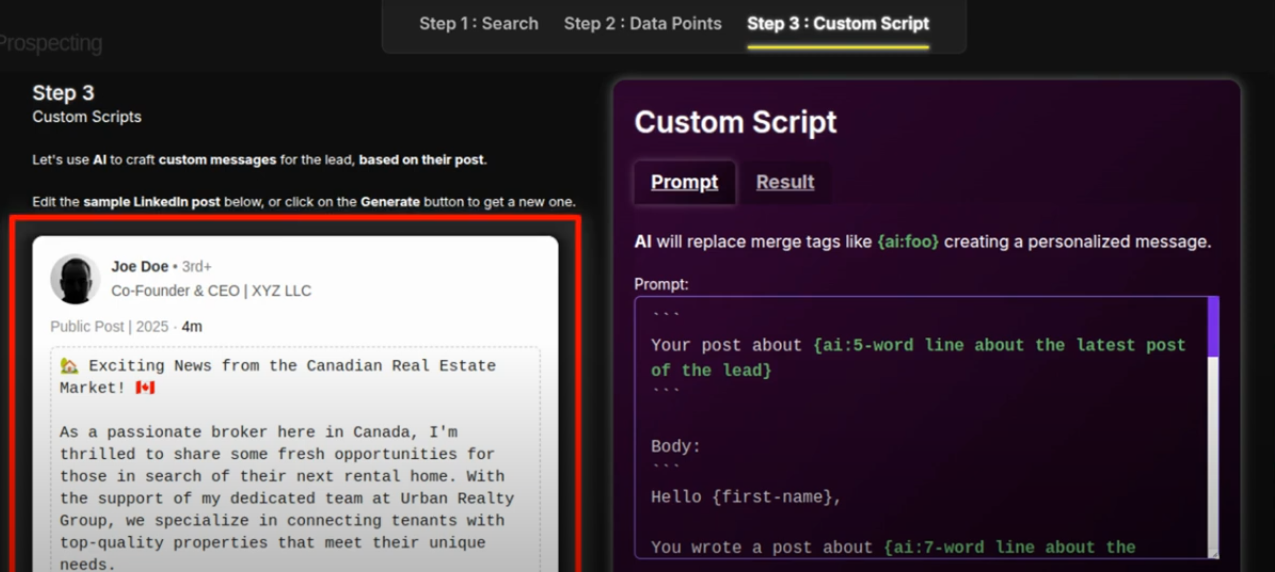 Step 1 : Search
Step 2 : Data Points
Step 3 : Custom Script
Prospecting
Step 3
Custom Scripts
Let's use AI to craft custom messages for the lead, based on their post.
Edit the sample LinkedIn post below, or click on the Generate button to get a new one.
Joe Doe • 3rd+
Co-Founder & CEO | XYZ LLC
Public Post | 2025 · 4m
🏡 Exciting News from the Canadian Real Estate
Market! 🇨🇦
As a passionate broker here in Canada, I'm
thrilled to share some fresh opportunities for
those in search of their next rental home. With
the support of my dedicated team at Urban Realty
Group, we specialize in connecting tenants with
top-quality properties that meet their unique
needs.
Custom Script
Prompt
Result
AI will replace merge tags like {ai:foo} creating a personalized message.
Prompt:
```
Your post about {ai:5-word line about the latest post
of the lead}
```
Body:
```
Hello {first-name},
You wrote a post about {ai:7-word line about the